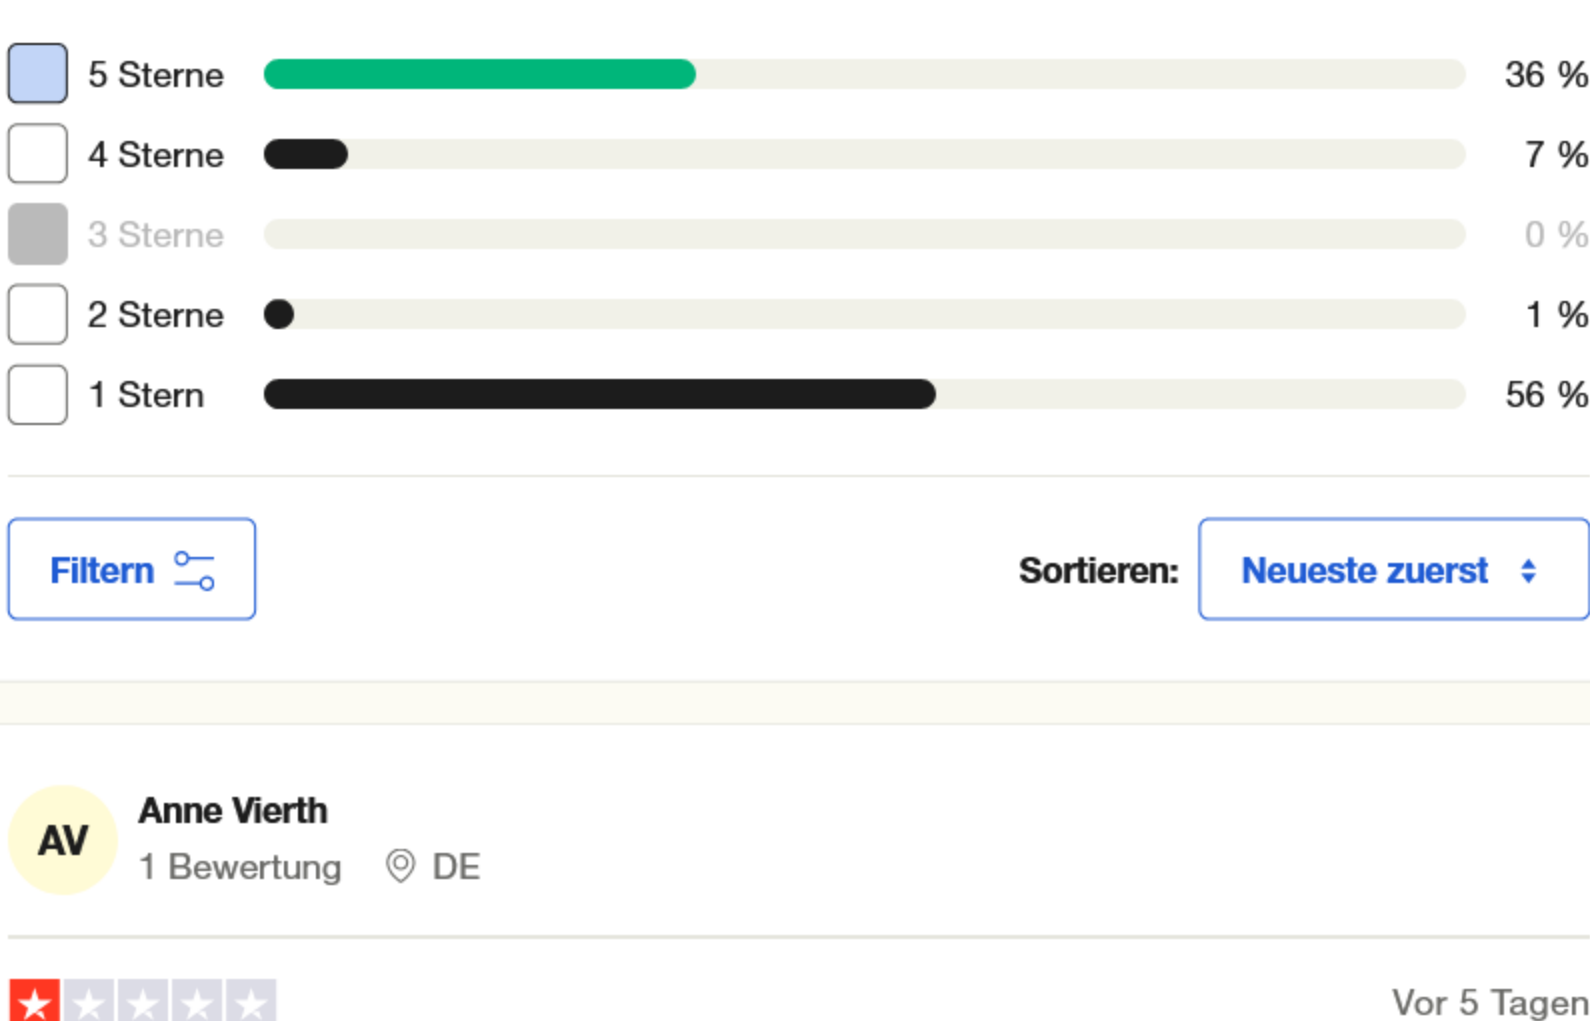 5 Sterne 36 %
4 Sterne 7 %
3 Sterne 0 %
2 Sterne 1 %
1 Stern 56 %
Filtern Sortieren: Neueste zuerst
AV Anne Vierth
1 Bewertung DE
Vor 5 Tagen